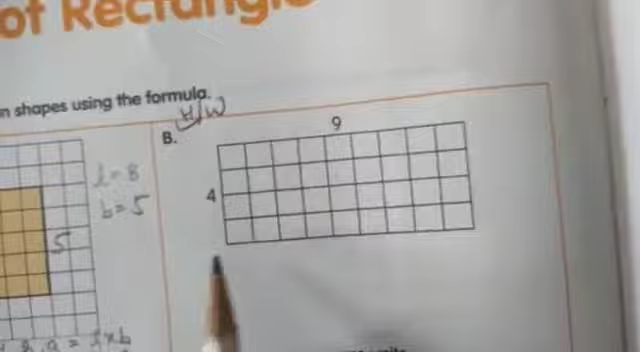 of Rectangle
n shapes using the formula.
H/W
B.
9
l = 8
b = 5
4
5
a = l x b